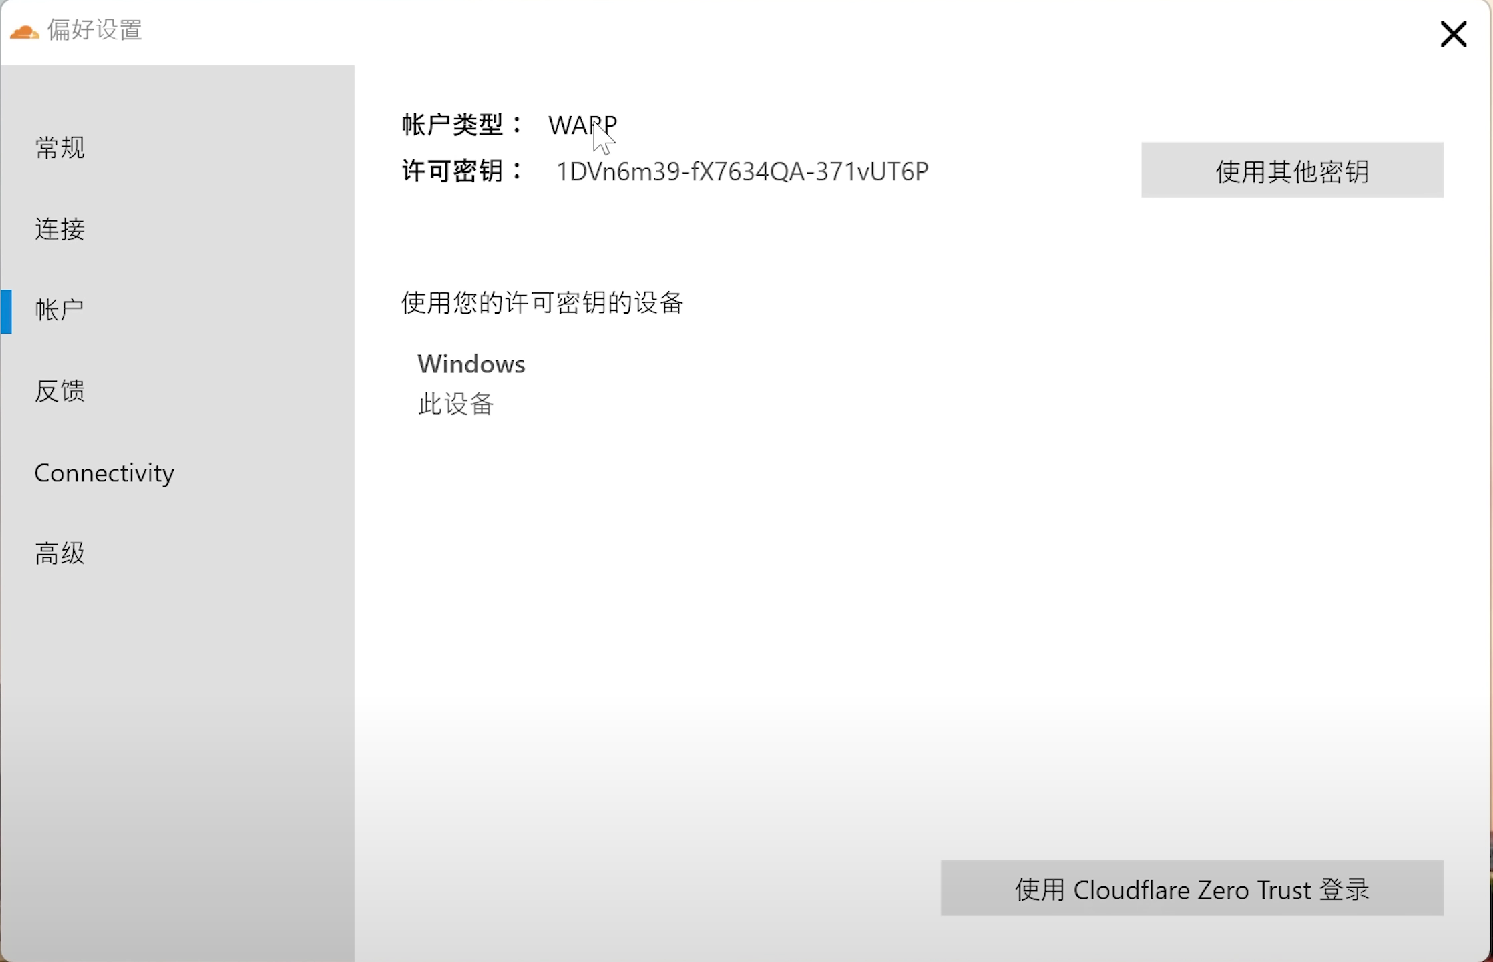 偏好设置
常规
连接
帐户
反馈
Connectivity
高级
帐户类型： WARP
许可密钥： 1DVn6m39-fX7634QA-371vUT6P
使用其他密钥
使用您的许可密钥的设备
Windows
此设备
使用 Cloudflare Zero Trust 登录